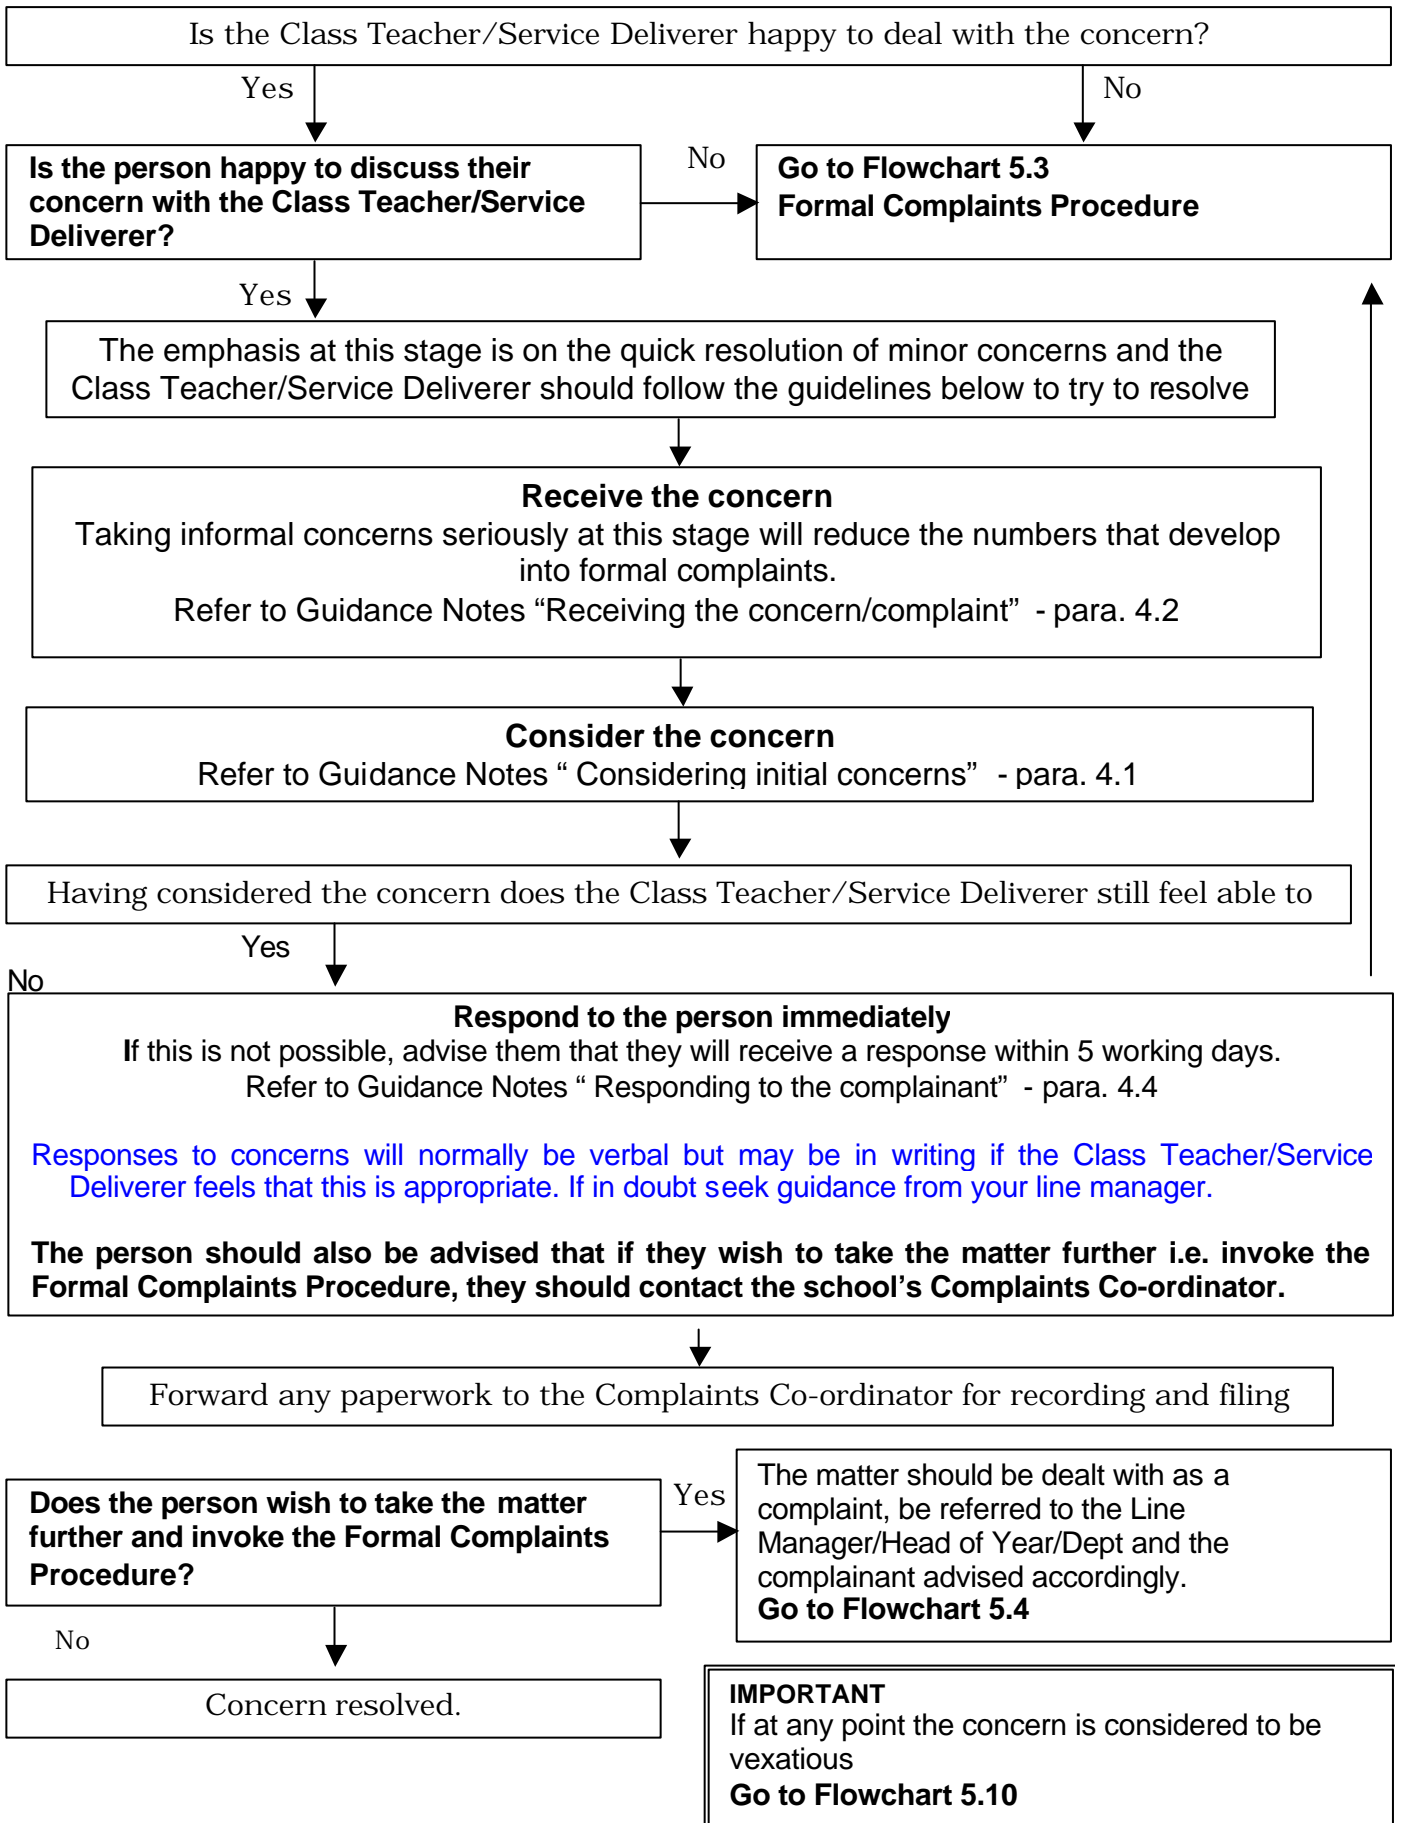 Is the Class Teacher/Service Deliverer happy to deal with the concern?
Yes
No
Is the person happy to discuss their
concern with the Class Teacher/Service
Deliverer?
No
Go to Flowchart 5.3
Formal Complaints Procedure
Yes
The emphasis at this stage is on the quick resolution of minor concerns and the
Class Teacher/Service Deliverer should follow the guidelines below to try to resolve
Receive the concern
Taking informal concerns seriously at this stage will reduce the numbers that develop
into formal complaints.
Refer to Guidance Notes “Receiving the concern/complaint” - para. 4.2
Consider the concern
Refer to Guidance Notes “ Considering initial concerns” - para. 4.1
Having considered the concern does the Class Teacher/Service Deliverer still feel able to
Yes
No
Respond to the person immediately
If this is not possible, advise them that they will receive a response within 5 working days.
Refer to Guidance Notes “ Responding to the complainant” - para. 4.4
Responses to concerns will normally be verbal but may be in writing if the Class Teacher/Service
Deliverer feels that this is appropriate. If in doubt seek guidance from your line manager.
The person should also be advised that if they wish to take the matter further i.e. invoke the
Formal Complaints Procedure, they should contact the school’s Complaints Co-ordinator.
Forward any paperwork to the Complaints Co-ordinator for recording and filing
Does the person wish to take the matter
further and invoke the Formal Complaints
Procedure?
Yes
The matter should be dealt with as a
complaint, be referred to the Line
Manager/Head of Year/Dept and the
complainant advised accordingly.
Go to Flowchart 5.4
No
Concern resolved.
IMPORTANT
If at any point the concern is considered to be
vexatious
Go to Flowchart 5.10